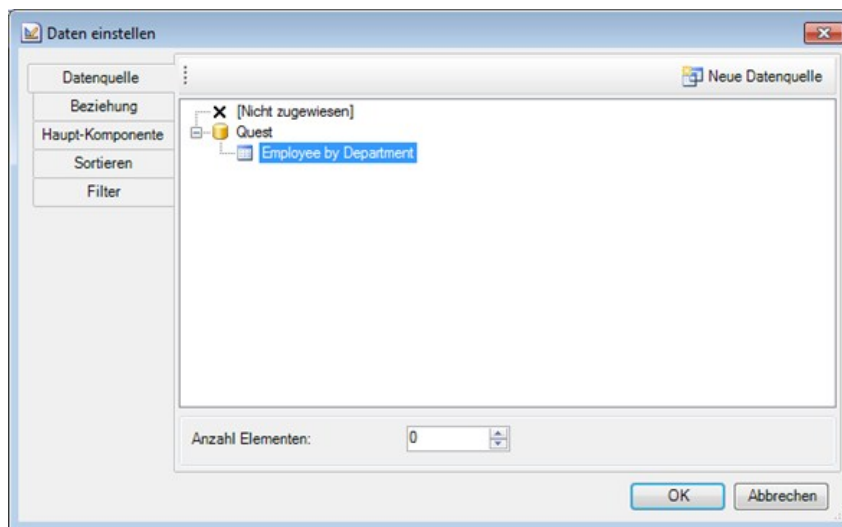 Daten einstellen
Datenquelle
Beziehung
Haupt-Komponente
Sortieren
Filter
Neue Datenquelle
[Nicht zugewiesen]
Quest
Employee by Department
Anzahl Elementen:
0
OK
Abbrechen